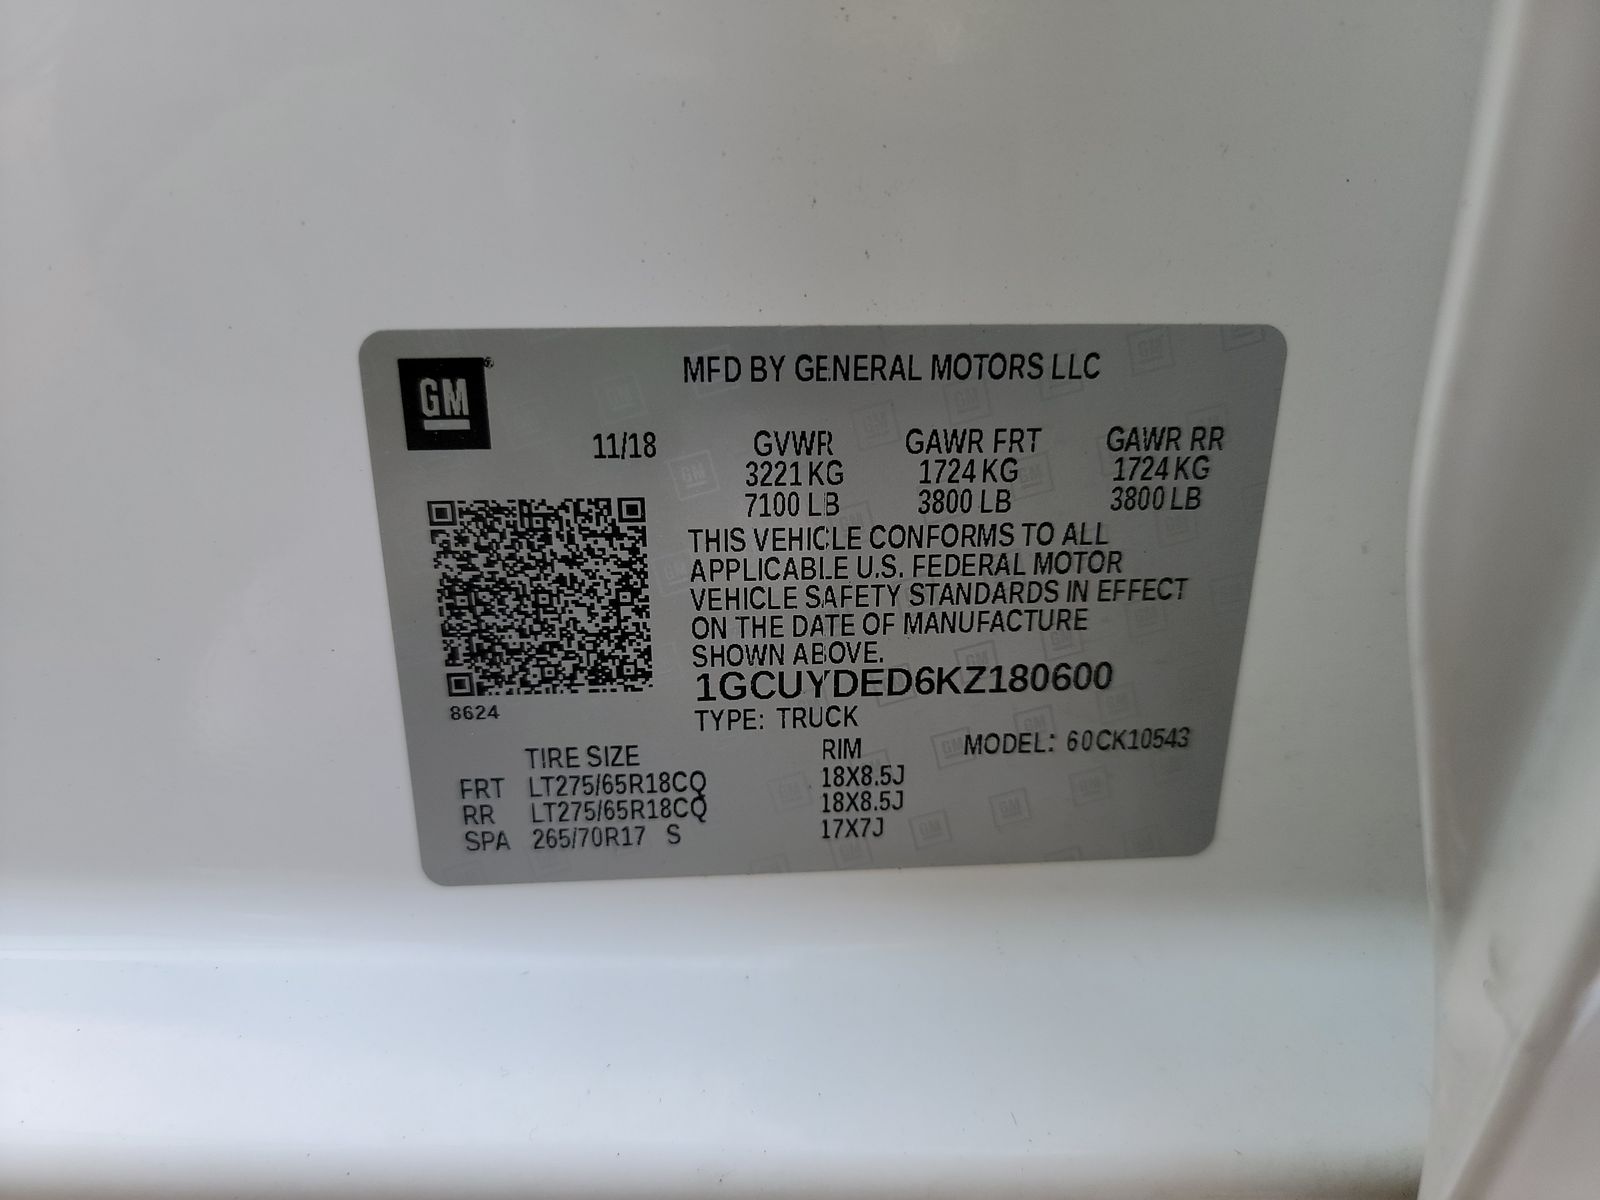 GM
MFD BY GENERAL MOTORS LLC
11/18 GVWR GAWR FRT GAWR RR
3221 KG 1724 KG 1724 KG
7100 LB 3800 LB 3800 LB
THIS VEHICLE CONFORMS TO ALL
APPLICABLE U.S. FEDERAL MOTOR
VEHICLE SAFETY STANDARDS IN EFFECT
ON THE DATE OF MANUFACTURE
SHOWN ABOVE.
1GCUYDED6KZ180600
8624
TYPE: TRUCK
MODEL: 60CK10543
TIRE SIZE RIM
FRT LT275/65R18CQ 18X8.5J
RR LT275/65R18CQ 18X8.5J
SPA 265/70R17 S 17X7J